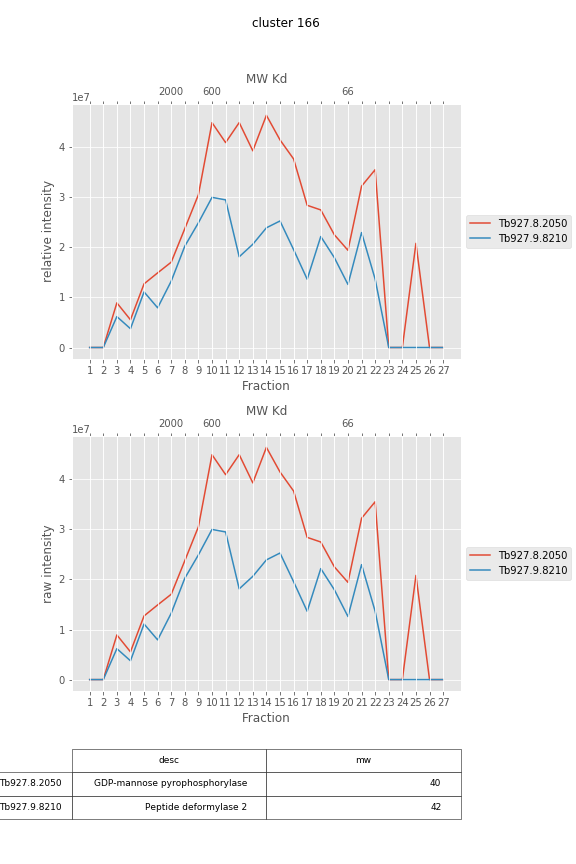 cluster 166
MW Kd
2000 600 66
1e7
4
3
2
1
0
relative intensity
1 2 3 4 5 6 7 8 9 10 11 12 13 14 15 16 17 18 19 20 21 22 23 24 25 26 27
Fraction
Tb927.8.2050
Tb927.9.8210
MW Kd
2000 600 66
1e7
4
3
2
1
0
raw intensity
1 2 3 4 5 6 7 8 9 10 11 12 13 14 15 16 17 18 19 20 21 22 23 24 25 26 27
Fraction
Tb927.8.2050
Tb927.9.8210
desc mw
Tb927.8.2050 GDP-mannose pyrophosphorylase 40
Tb927.9.8210 Peptide deformylase 2 42